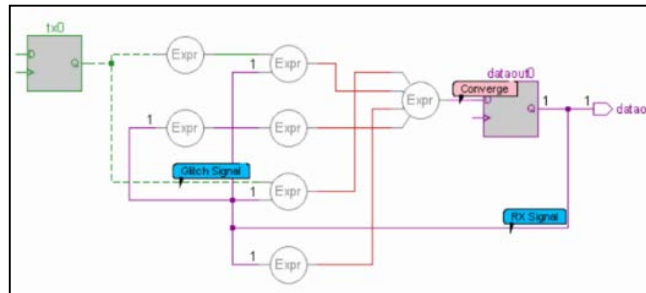 tx0
D
Q
Expr
Expr
1
Expr
dataout0
Converge
D
Q
1
1
datao
1
Expr
Expr
Glitch Signal
Expr
1
RX Signal
1
Expr